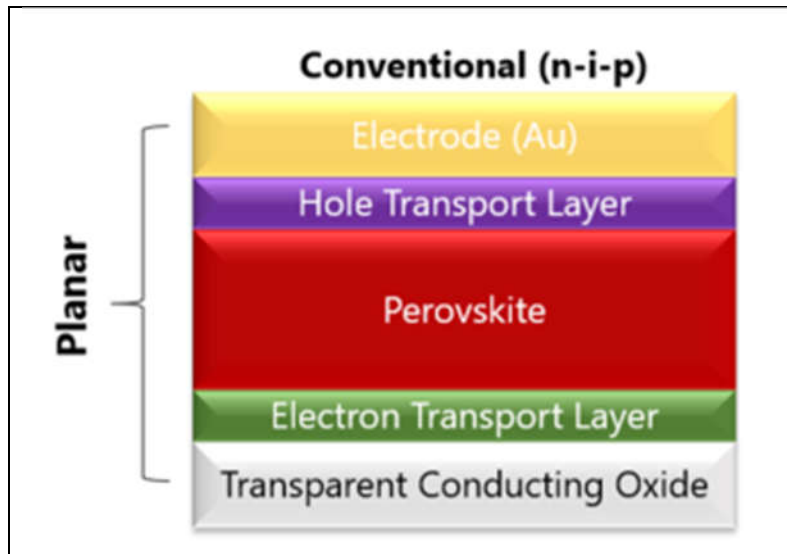 Conventional (n-i-p)
Electrode (Au)
Hole Transport Layer
Perovskite
Electron Transport Layer
Transparent Conducting Oxide
Planar